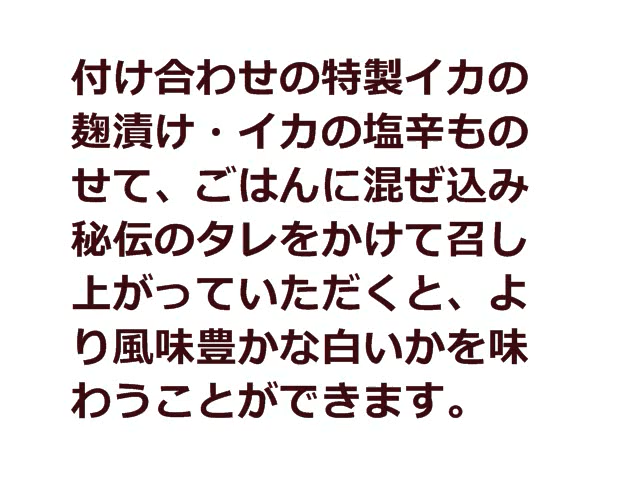 付け合わせの特製イカの
麹漬け・イカの塩辛もの
せて、ごはんに混ぜ込み
秘伝のタレをかけて召し
上がっていただくと、よ
り風味豊かな白いかを味
わうことができます。